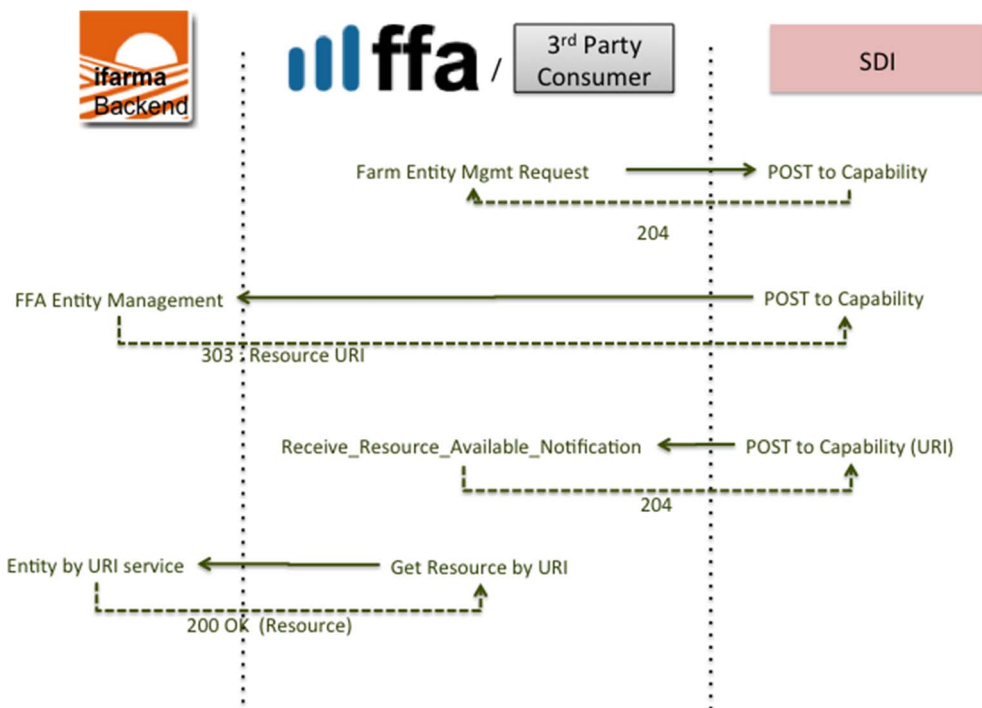 ifarma
Backend
ffa
/
3rd Party
Consumer
SDI
Farm Entity Mgmt Request
POST to Capability
204
FFA Entity Management
POST to Capability
303 : Resource URI
Receive_Resource_Available_Notification
POST to Capability (URI)
204
Entity by URI service
Get Resource by URI
200 OK (Resource)